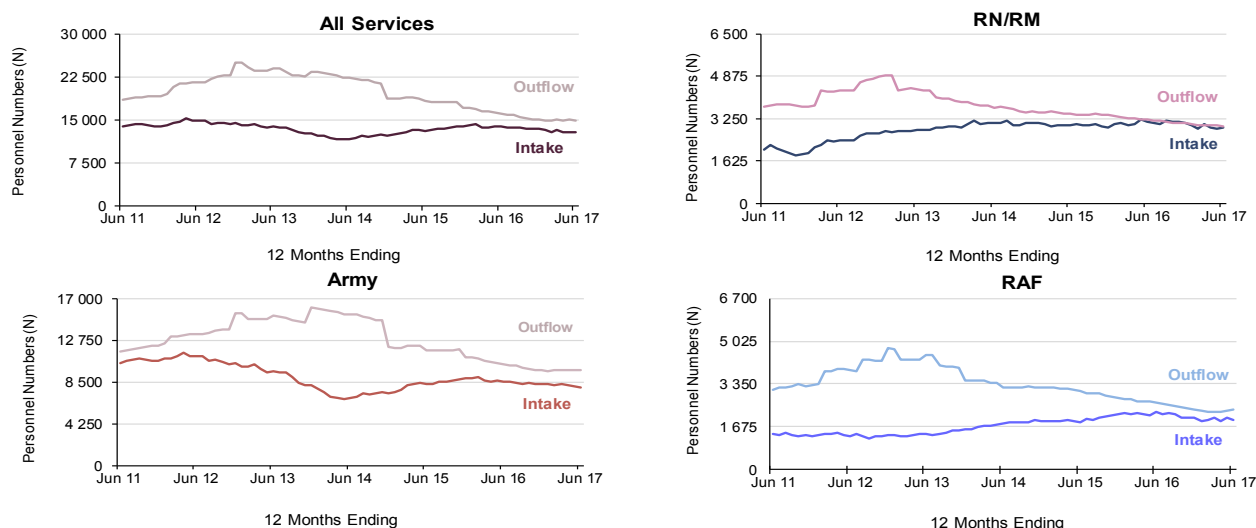 All Services
Personnel Numbers (N)
30 000
22 500
15 000
7 500
0
Outflow
Intake
Jun 11 Jun 12 Jun 13 Jun 14 Jun 15 Jun 16 Jun 17
12 Months Ending
RN/RM
Personnel Numbers (N)
6 500
4 875
3 250
1 625
0
Outflow
Intake
Jun 11 Jun 12 Jun 13 Jun 14 Jun 15 Jun 16 Jun 17
12 Months Ending
Army
Personnel Numbers (N)
17 000
12 750
8 500
4 250
0
Outflow
Intake
Jun 11 Jun 12 Jun 13 Jun 14 Jun 15 Jun 16 Jun 17
12 Months Ending
RAF
Personnel Numbers (N)
6 700
5 025
3 350
1 675
0
Outflow
Intake
Jun 11 Jun 12 Jun 13 Jun 14 Jun 15 Jun 16 Jun 17
12 Months Ending